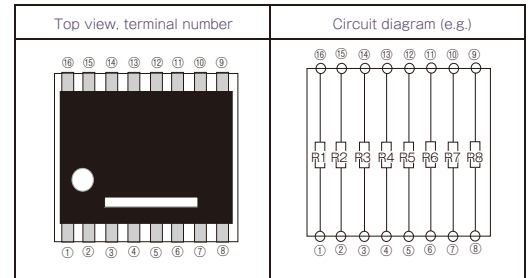 Top view, terminal number
Circuit diagram (e.g.)
⑯ ⑮ ⑭ ⑬ ⑫ ⑪ ⑩ ⑨
① ② ③ ④ ⑤ ⑥ ⑦ ⑧
⑯ ⑮ ⑭ ⑬ ⑫ ⑪ ⑩ ⑨
R1 R2 R3 R4 R5 R6 R7 R8
① ② ③ ④ ⑤ ⑥ ⑦ ⑧